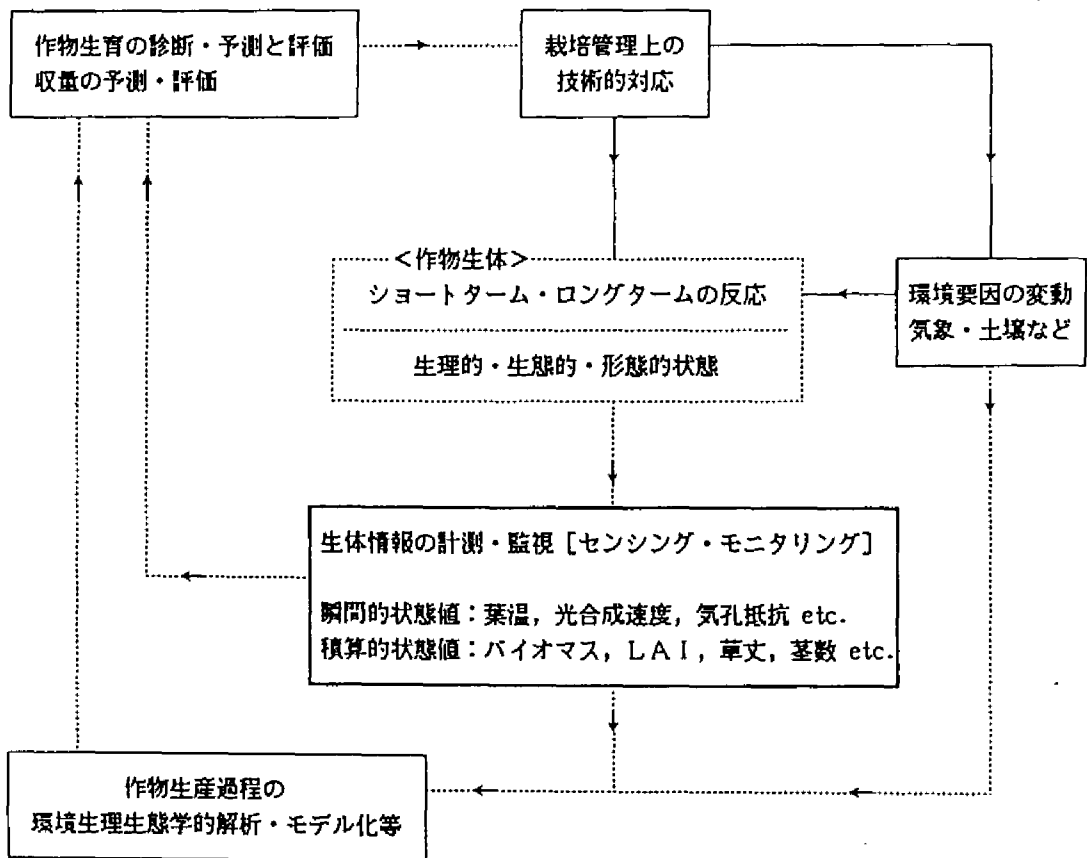 作物生育の診断・予測と評価
収量の予測・評価
栽培管理上の
技術的対応
<作物生体>
ショートターム・ロングタームの反応
生理的・生態的・形態的状態
環境要因の変動
気象・土壌など
生体情報の計測・監視[センシング・モニタリング]
瞬間的状態値:葉温,光合成速度,気孔抵抗 etc.
積算的状態値:バイオマス,LAI,草丈,茎数 etc.
作物生産過程の
環境生理生態学的解析・モデル化等